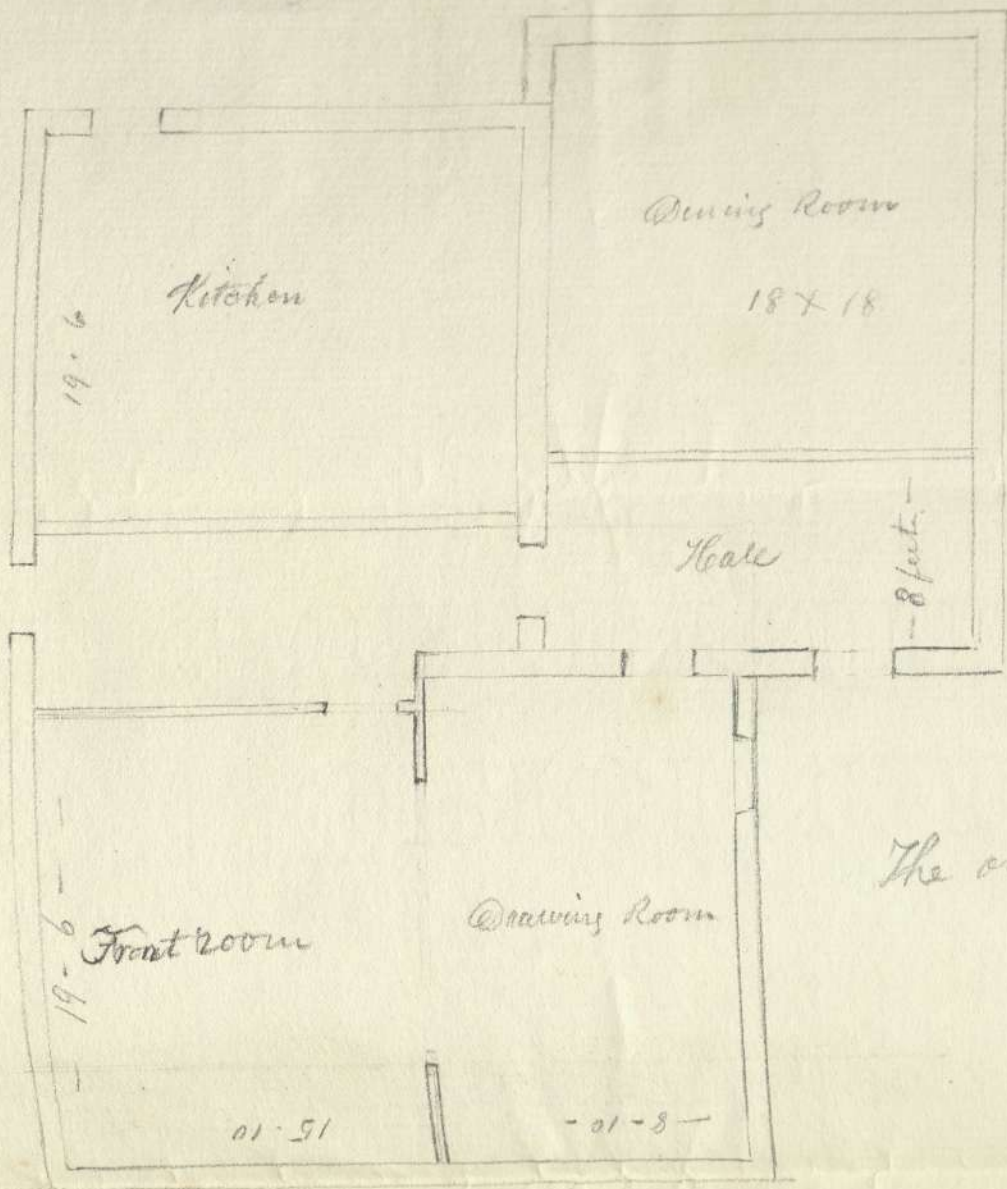 Dining Room
18 X 18
Kitchen
19 . 6
Hall
- 8 feet. -
The o
Drawing Room
Front room
- 19 - 6 -
15 . 10
- 8 - 10 -